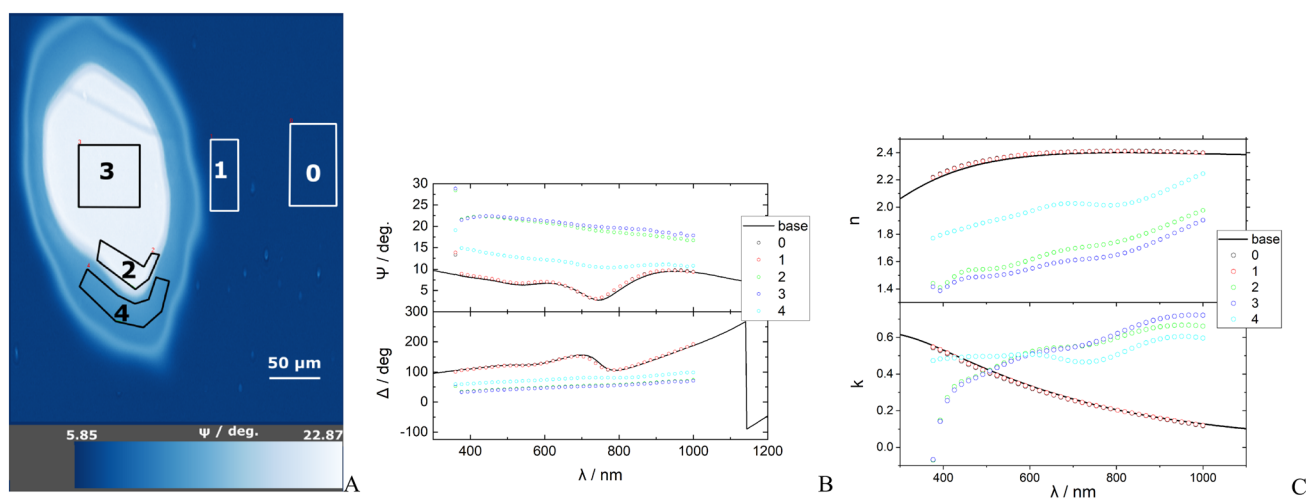 3
1
0
2
4
50 µm
5.85
Ψ / deg.
22.87
A
30
25
20
15
10
5
Ψ / deg.
base
0
1
2
3
4
300
200
100
0
-100
Δ / deg
400 600 800 1000 1200
λ / nm
B
2.4
2.2
2.0
1.8
1.6
1.4
n
base
0
1
2
3
4
0.6
0.4
0.2
0.0
k
400 600 800 1000
λ / nm
C